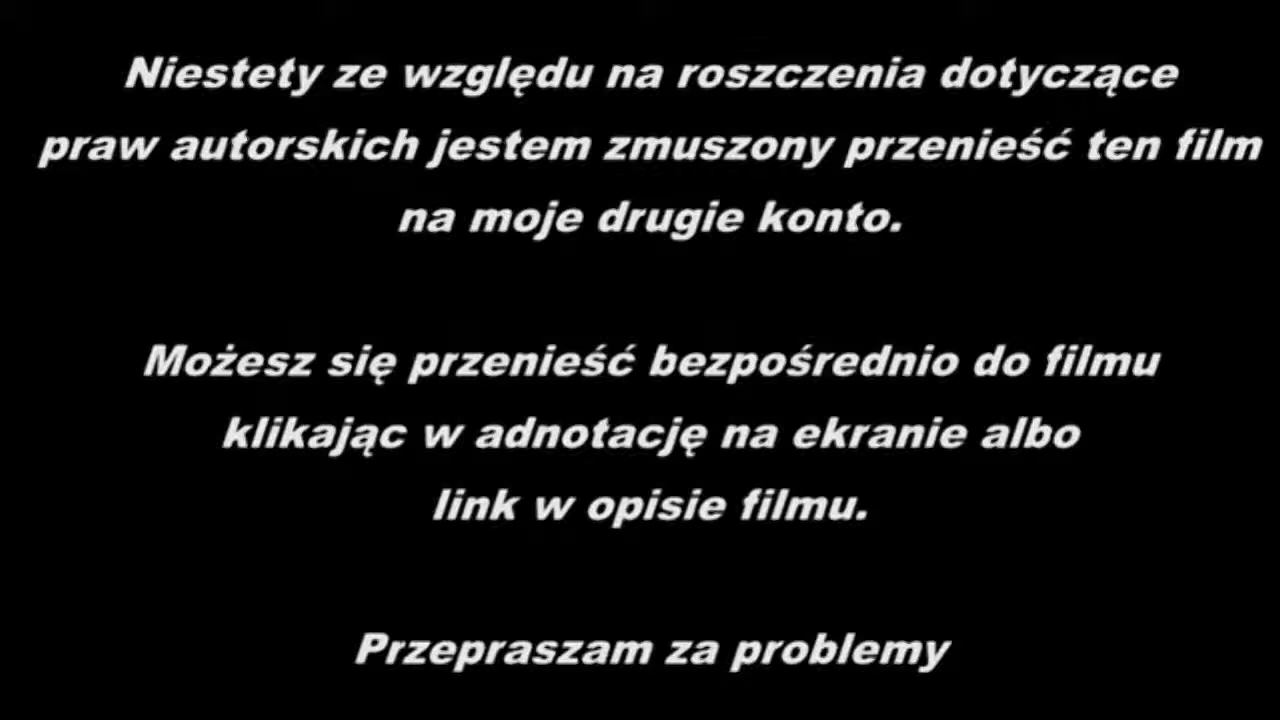 Niestety ze względu na roszczenia dotyczące
praw autorskich jestem zmuszony przenieść ten film
na moje drugie konto.
Możesz się przenieść bezpośrednio do filmu
klikając w adnotację na ekranie albo
link w opisie filmu.
Przepraszam za problemy